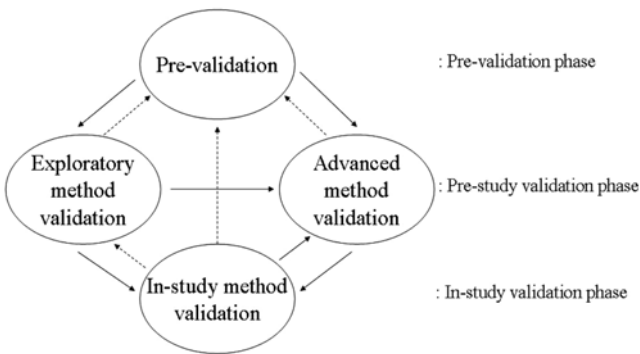 Pre-validation
: Pre-validation phase
Exploratory
method
validation
Advanced
method
validation
: Pre-study validation phase
In-study method
validation
: In-study validation phase